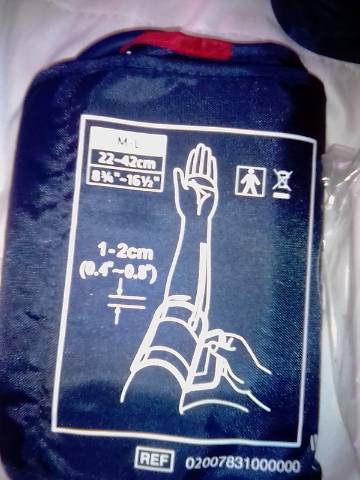 M-L
22~42cm
8¾"~16½"
1-2cm
(0.4"~0.8")
REF 02007831000000